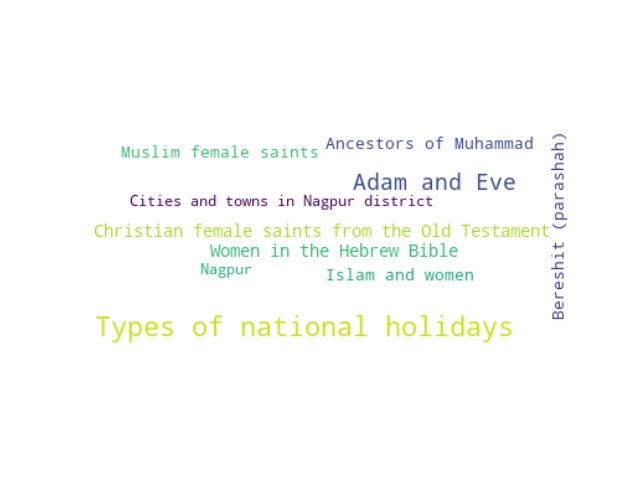 Ancestors of Muhammad
Muslim female saints
Adam and Eve
Cities and towns in Nagpur district
Christian female saints from the Old Testament
Women in the Hebrew Bible
Nagpur
Islam and women
Types of national holidays
Bereshit (parashah)